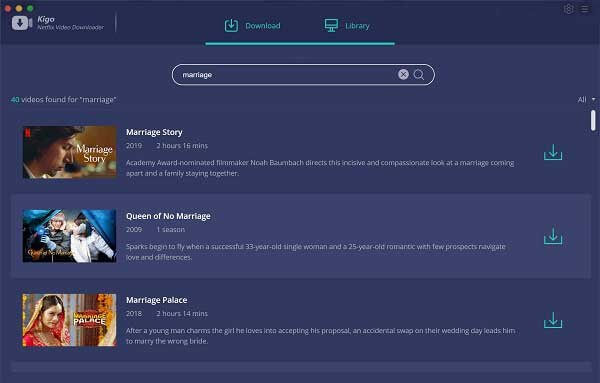 Kigo
Netflix Video Downloader
Download
Library
marriage
40 videos found for "marriage"
All
N
Marriage
Story
Marriage Story
2019 2 hours 16 mins
Academy Award-nominated filmmaker Noah Baumbach directs this incisive and compassionate look at a marriage coming
apart and a family staying together.
Queen of No Marriage
Queen of No Marriage
2009 1 season
Sparks begin to fly when a successful 33-year-old single woman and a 25-year-old romantic with few prospects navigate
love and differences.
MARRIAGE
PALACE
Marriage Palace
2018 2 hours 14 mins
After a young man charms the girl he loves into accepting his proposal, an accidental swap on their wedding day leads him
to marry the wrong bride.